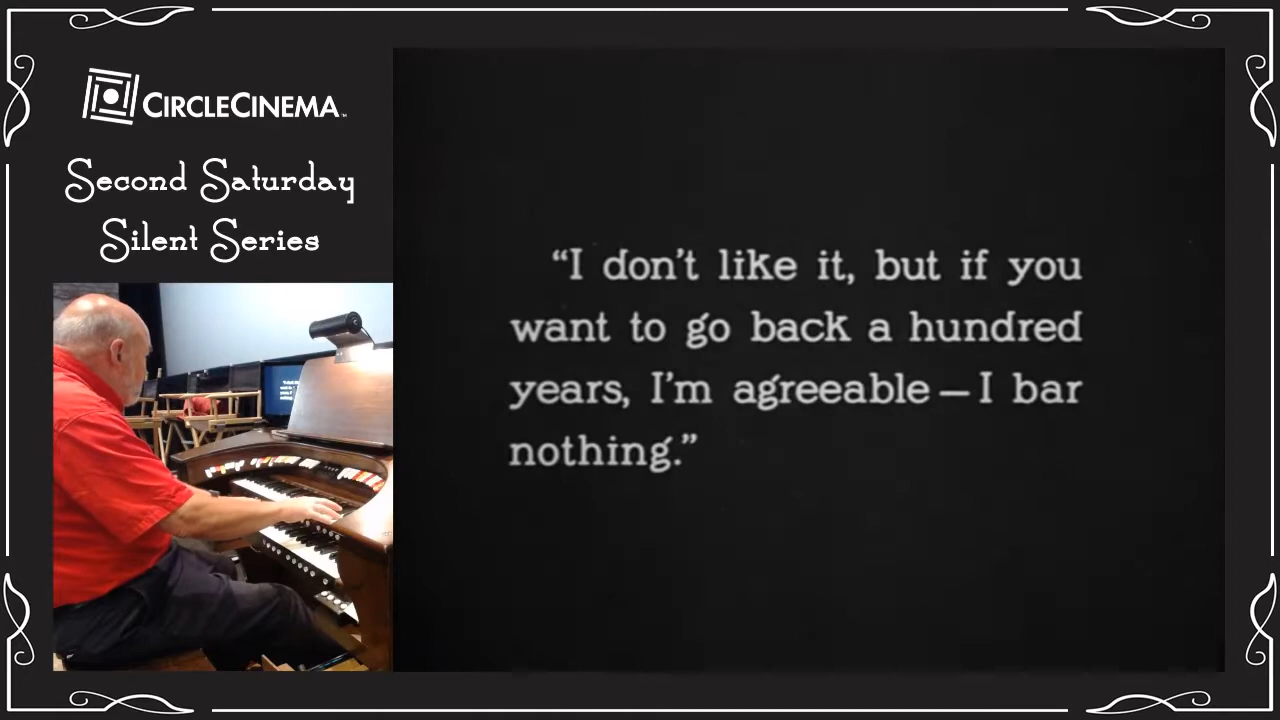 CIRCLECINEMA™
Second Saturday
Silent Series
“I don’t like it, but if you
want to go back a hundred
years, I’m agreeable — I bar
nothing.”